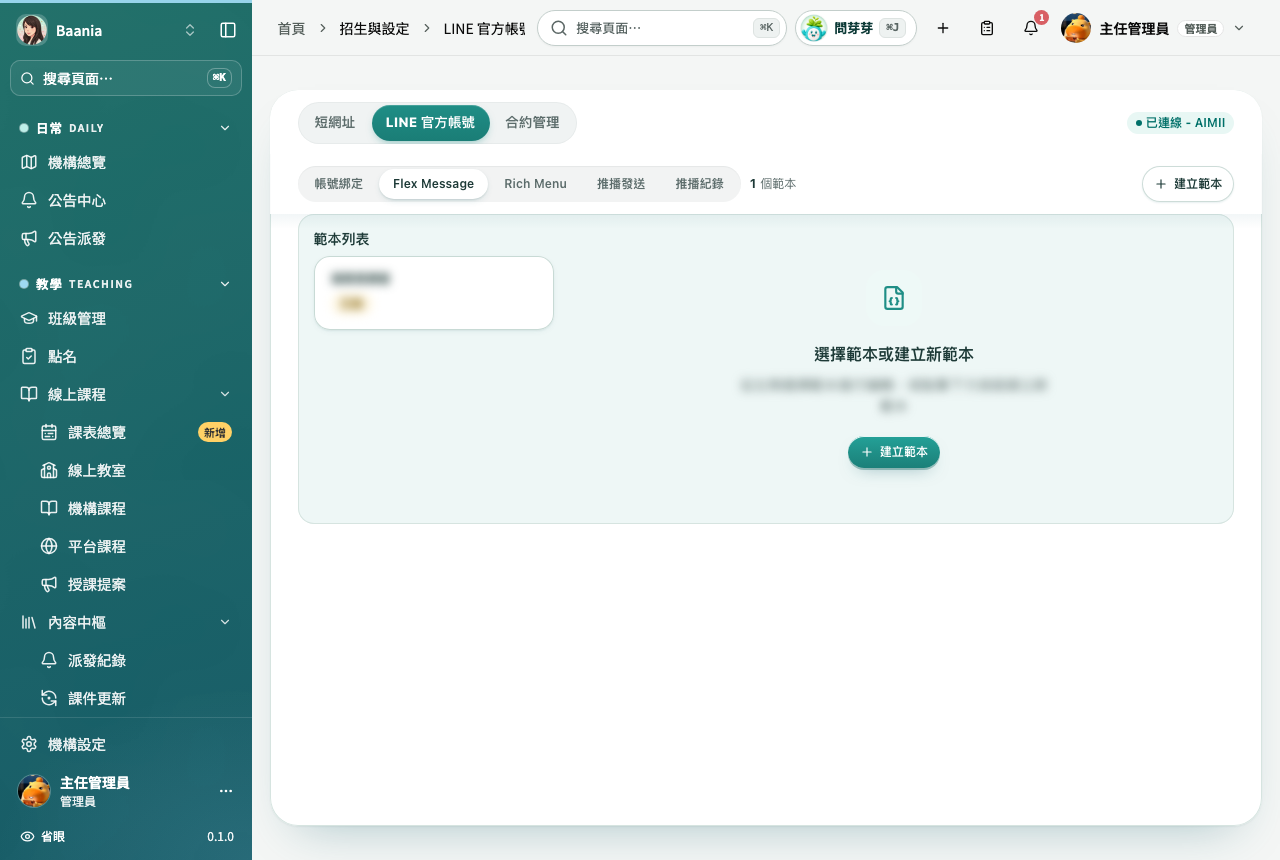 Baania
搜尋頁面⋯ ⌘K
日常 DAILY
機構總覽
公告中心
公告派發
教學 TEACHING
班級管理
點名
線上課程
課表總覽 新增
線上教室
機構課程
平台課程
授課提案
內容中樞
派發紀錄
課件更新
機構設定
主任管理員
管理員
省眼 0.1.0
首頁 招生與設定 LINE 官方帳號 搜尋頁面⋯ ⌘K 問芽芽 ⌘J 1 主任管理員 管理員
短網址 LINE 官方帳號 合約管理 已連線 - AIMII
帳號綁定 Flex Message Rich Menu 推播發送 推播紀錄 1 個範本 建立範本
範本列表
選擇範本或建立新範本
建立範本